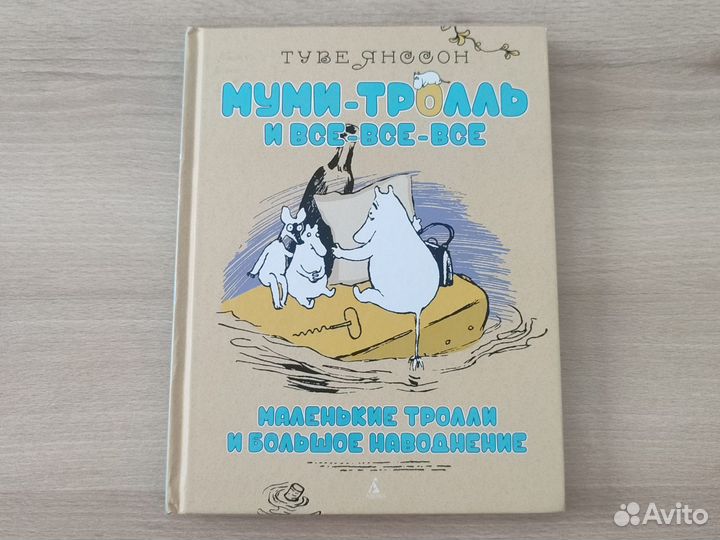 ТУВЕ ЯНССОН
МУМИ-ТРОЛЛЬ
И ВСЕ-ВСЕ-ВСЕ
МАЛЕНЬКИЕ ТРОЛЛИ
И БОЛЬШОЕ НАВОДНЕНИЕ
Avito